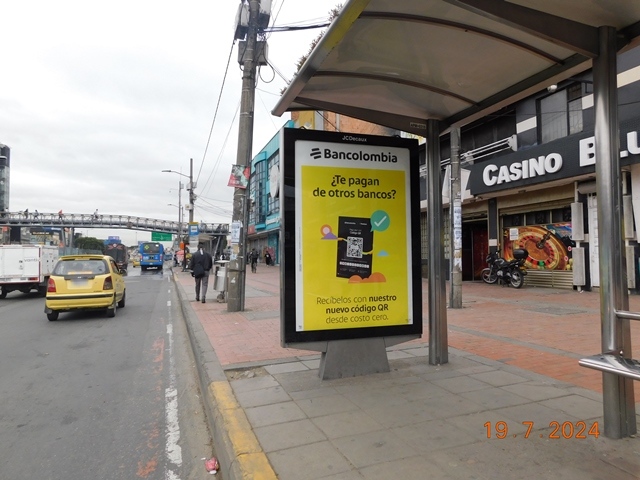 JCDecaux
Bancolombia
¿Te pagan
de otros bancos?
Recíbelos con nuestro
nuevo código QR
desde costo cero.
CASINO
19.7.2024